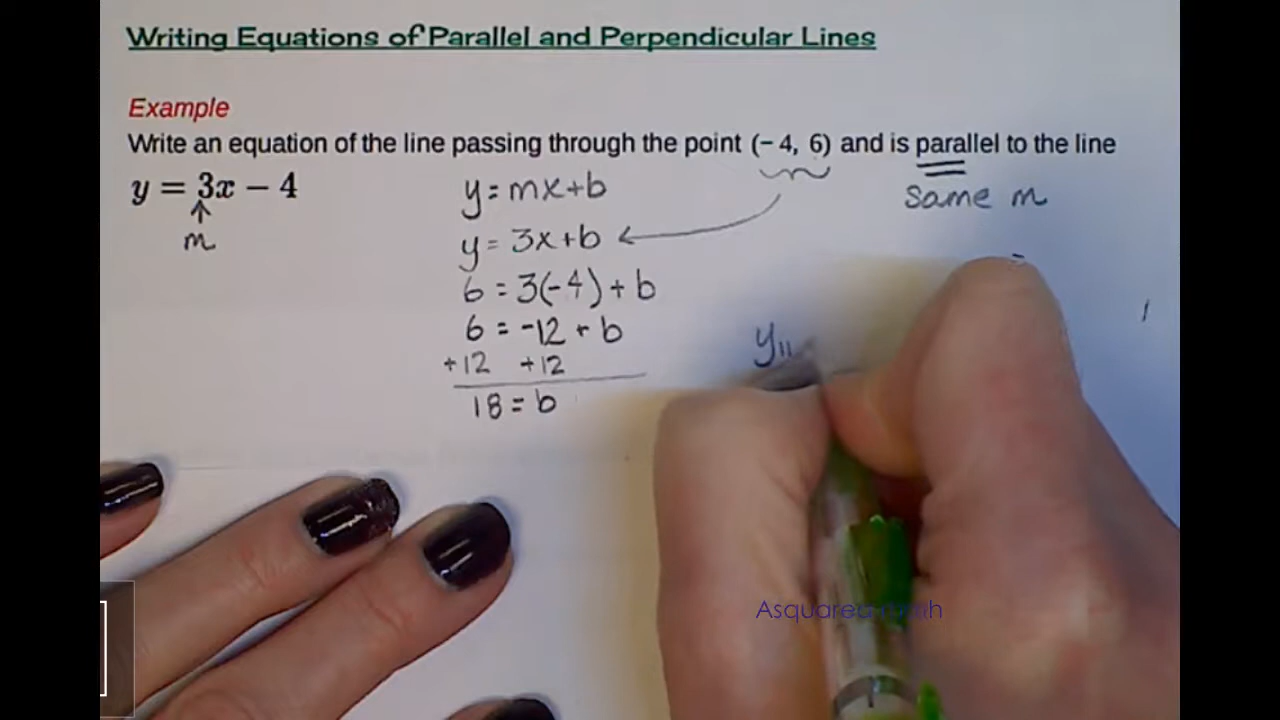 Writing Equations of Parallel and Perpendicular Lines
Example
Write an equation of the line passing through the point (− 4, 6) and is parallel to the line
y = 3x − 4
m
same m
y = mx+b
y = 3x+b
6 = 3(-4) + b
6 = -12 + b
+12 +12
18 = b
y||